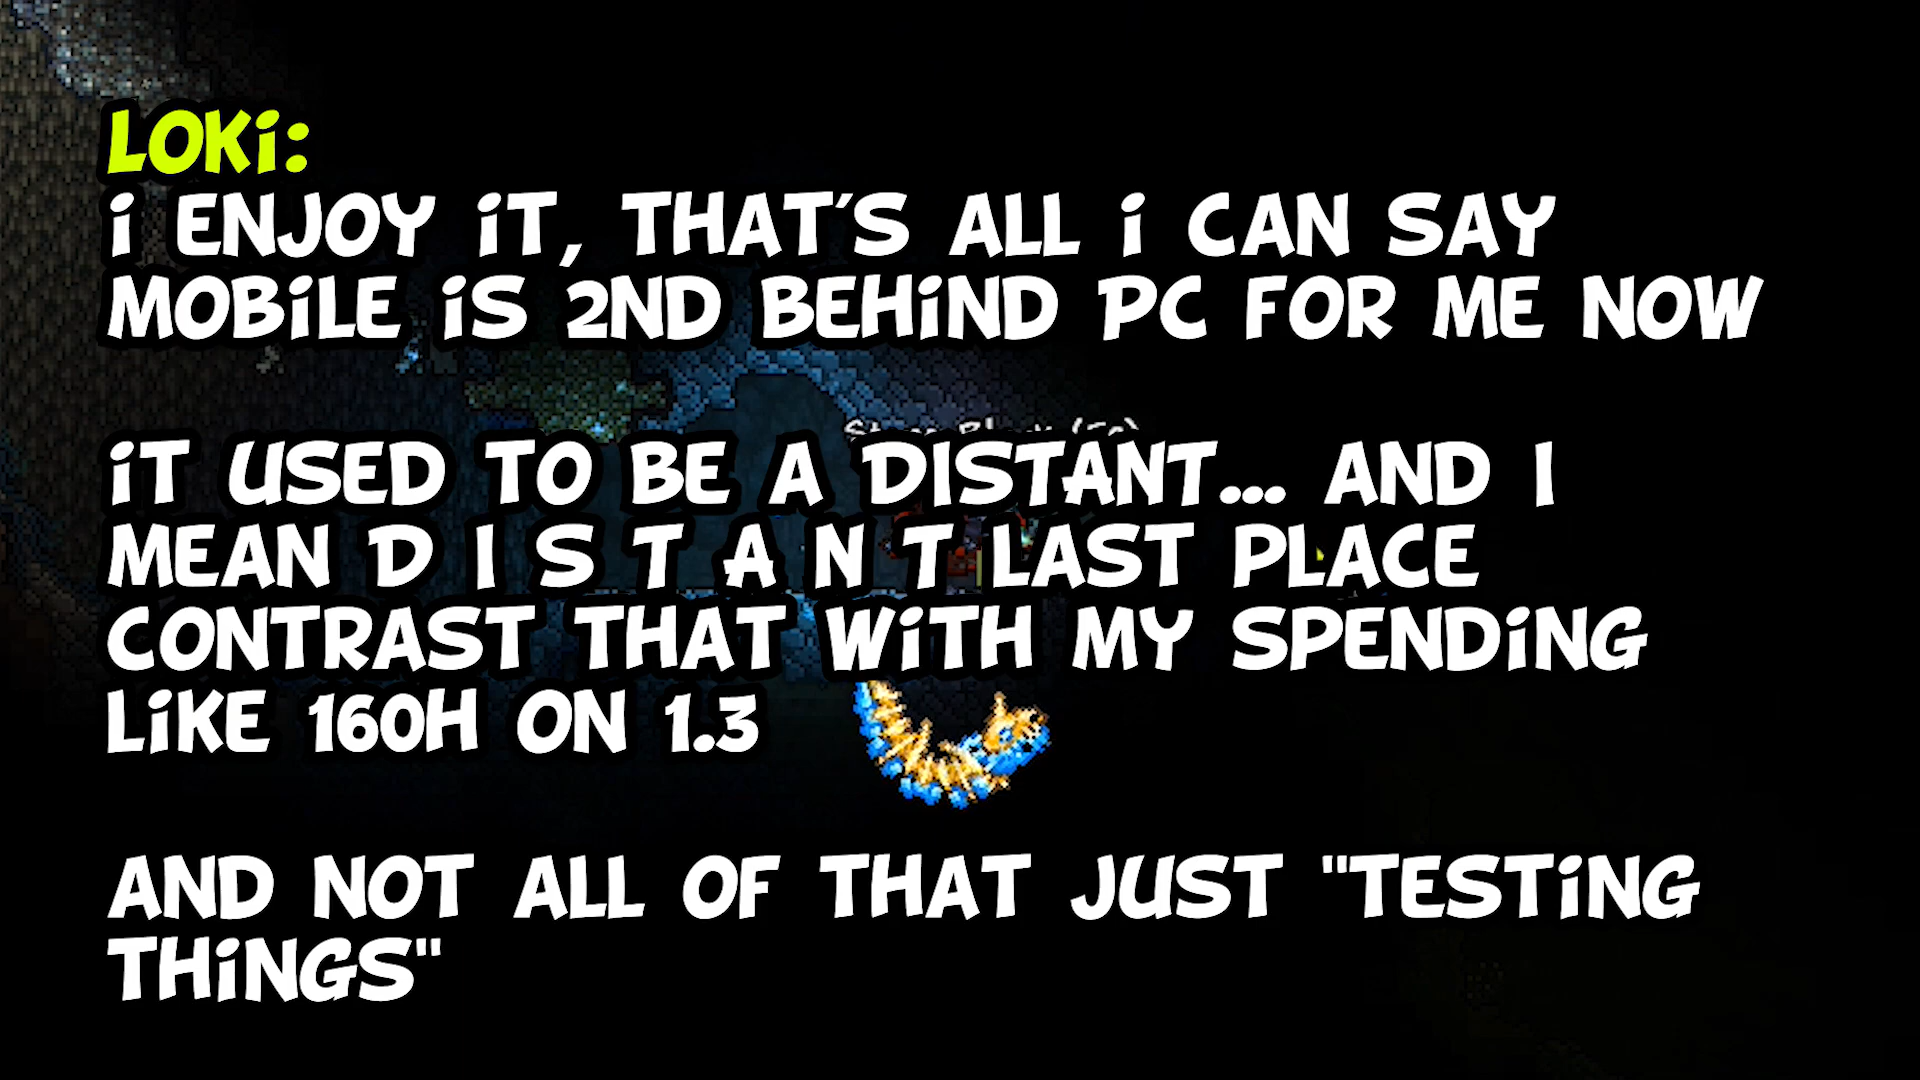 LOKi:
i ENJOY iT, THAT'S ALL i CAN SAY
MOBiLE iS 2ND BEHiND PC FOR ME NOW
iT USED TO BE A DISTANT... AND I
MEAN D I S T A N T LAST PLACE
CONTRAST THAT WiTH MY SPENDiNG
LiKE 160H ON 1.3
AND NOT ALL OF THAT JUST "TESTiNG
THiNGS"